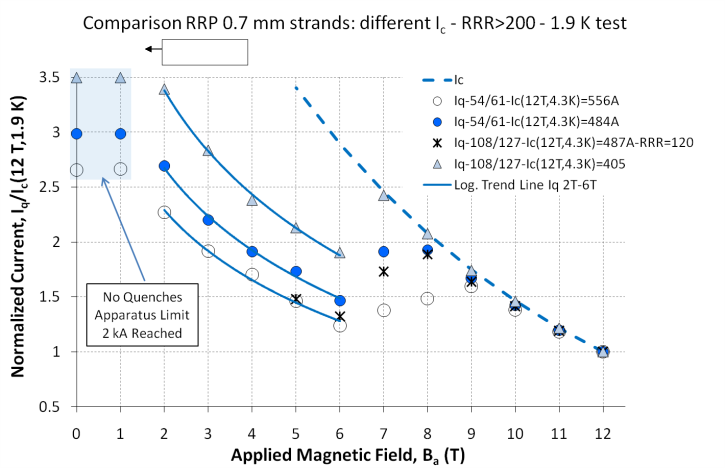 Comparison RRP 0.7 mm strands: different Ic - RRR>200 - 1.9 K test
Normalized Current, Iq/Ic(12 T,1.9 K)
3.5
3
2.5
2
1.5
1
0.5
Ic
Iq-54/61-Ic(12T,4.3K)=556A
Iq-54/61-Ic(12T,4.3K)=484A
Iq-108/127-Ic(12T,4.3K)=487A-RRR=120
Iq-108/127-Ic(12T,4.3K)=405
Log. Trend Line Iq 2T-6T
No Quenches
Apparatus Limit
2 kA Reached
0 1 2 3 4 5 6 7 8 9 10 11 12
Applied Magnetic Field, Ba (T)